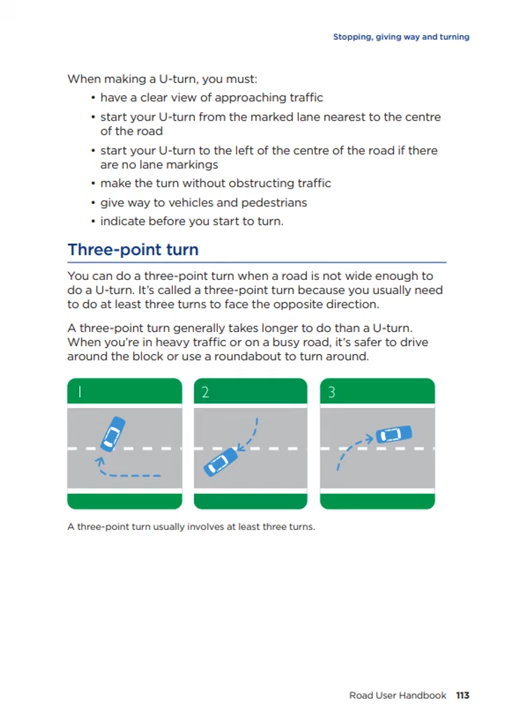 Stopping, giving way and turning
When making a U-turn, you must:
• have a clear view of approaching traffic
• start your U-turn from the marked lane nearest to the centre
of the road
• start your U-turn to the left of the centre of the road if there
are no lane markings
• make the turn without obstructing traffic
• give way to vehicles and pedestrians
• indicate before you start to turn.
Three-point turn
You can do a three-point turn when a road is not wide enough to
do a U-turn. It's called a three-point turn because you usually need
to do at least three turns to face the opposite direction.
A three-point turn generally takes longer to do than a U-turn.
When you're in heavy traffic or on a busy road, it's safer to drive
around the block or use a roundabout to turn around.
1 2 3
A three-point turn usually involves at least three turns.
Road User Handbook 113